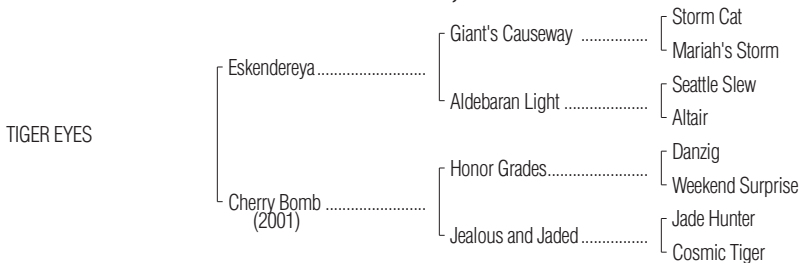 Storm Cat
Giant's Causeway ................
Mariah's Storm
Eskendereya..........................
Seattle Slew
Aldebaran Light ....................
Altair
TIGER EYES
Danzig
Honor Grades........................
Weekend Surprise
Cherry Bomb ........................
(2001)
Jade Hunter
Jealous and Jaded ................
Cosmic Tiger